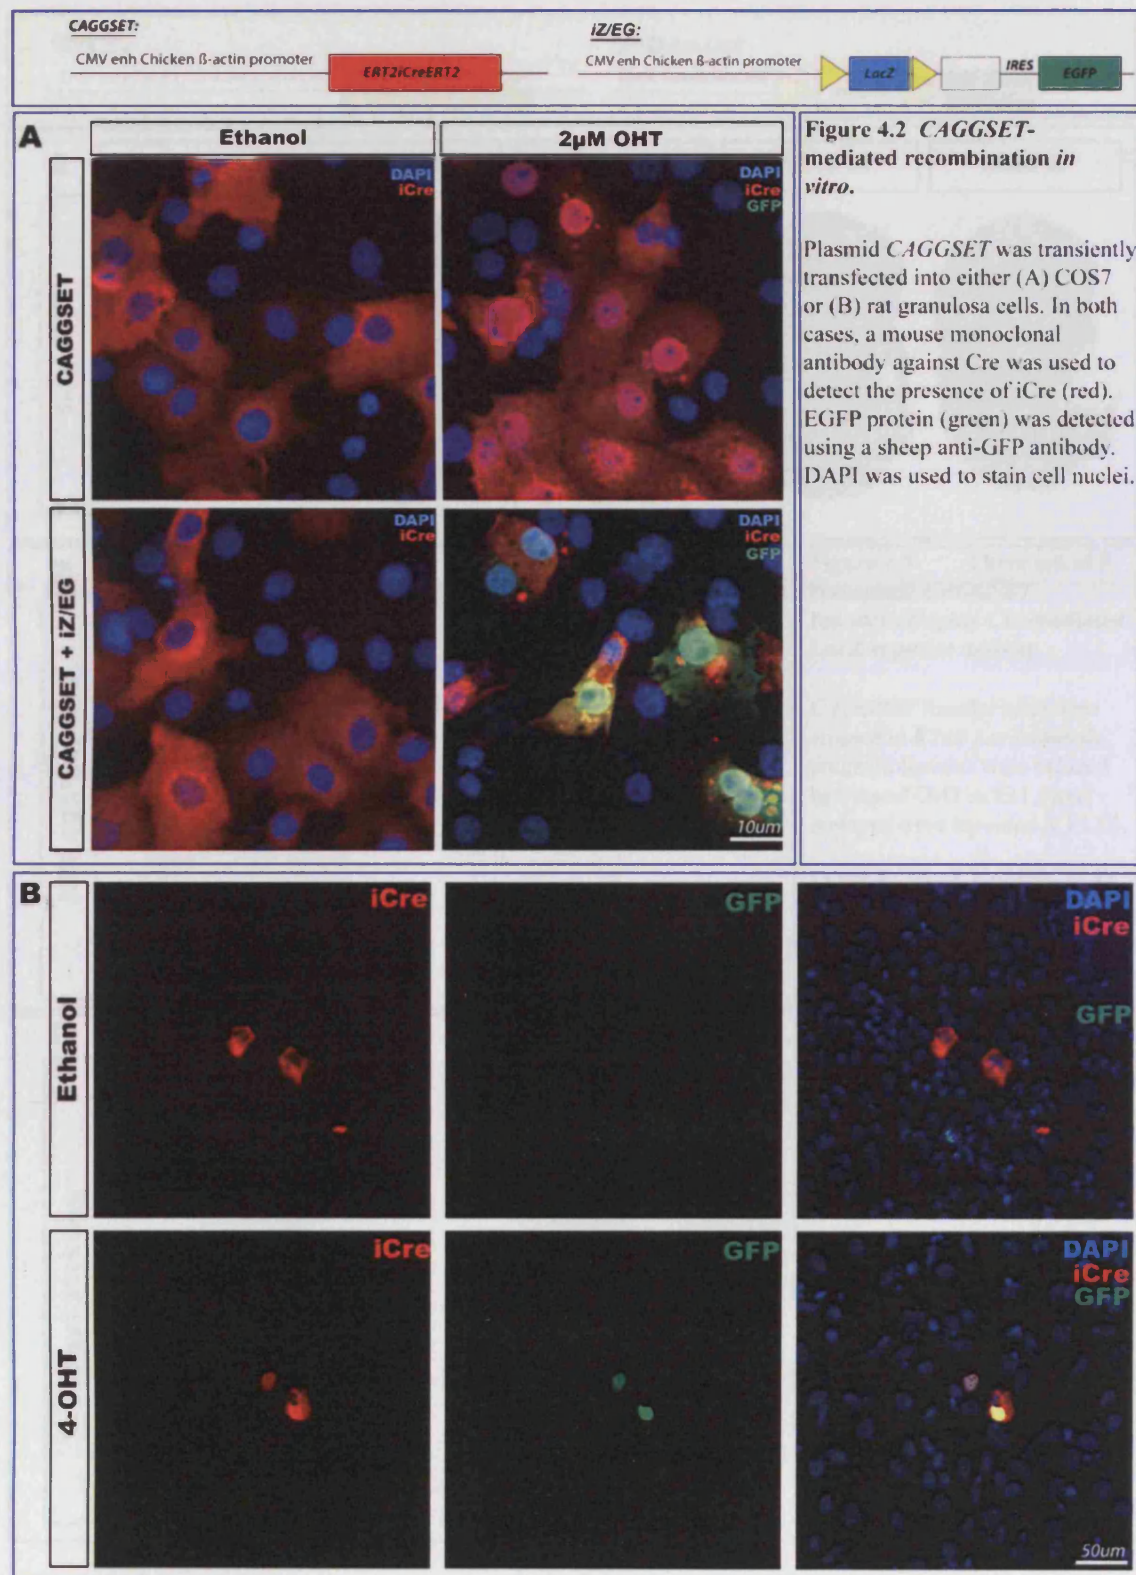 CAGGSET:
CMV enh Chicken ß-actin promoter
ERT2iCreERT2
iZ/EG:
CMV enh Chicken ß-actin promoter
LacZ
IRES
EGFP
A
Ethanol
2µM OHT
CAGGSET
DAPI
iCre
DAPI
iCre
GFP
CAGGSET + iZ/EG
DAPI
iCre
DAPI
iCre
GFP
10um
Figure 4.2 CAGGSET-
mediated recombination in
vitro.
Plasmid CAGGSET was transiently
transfected into either (A) COS7
or (B) rat granulosa cells. In both
cases, a mouse monoclonal
antibody against Cre was used to
detect the presence of iCre (red).
EGFP protein (green) was detected
using a sheep anti-GFP antibody.
DAPI was used to stain cell nuclei.
B
Ethanol
iCre
GFP
DAPI
iCre
GFP
4-OHT
iCre
GFP
DAPI
iCre
GFP
50um